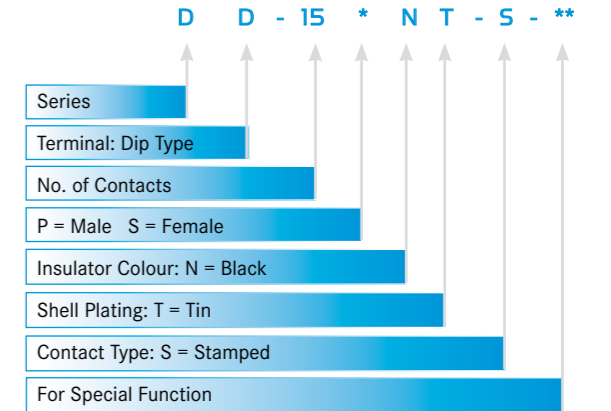 D D - 15 * N T - S - **
Series
Terminal: Dip Type
No. of Contacts
P = Male S = Female
Insulator Colour: N = Black
Shell Plating: T = Tin
Contact Type: S = Stamped
For Special Function